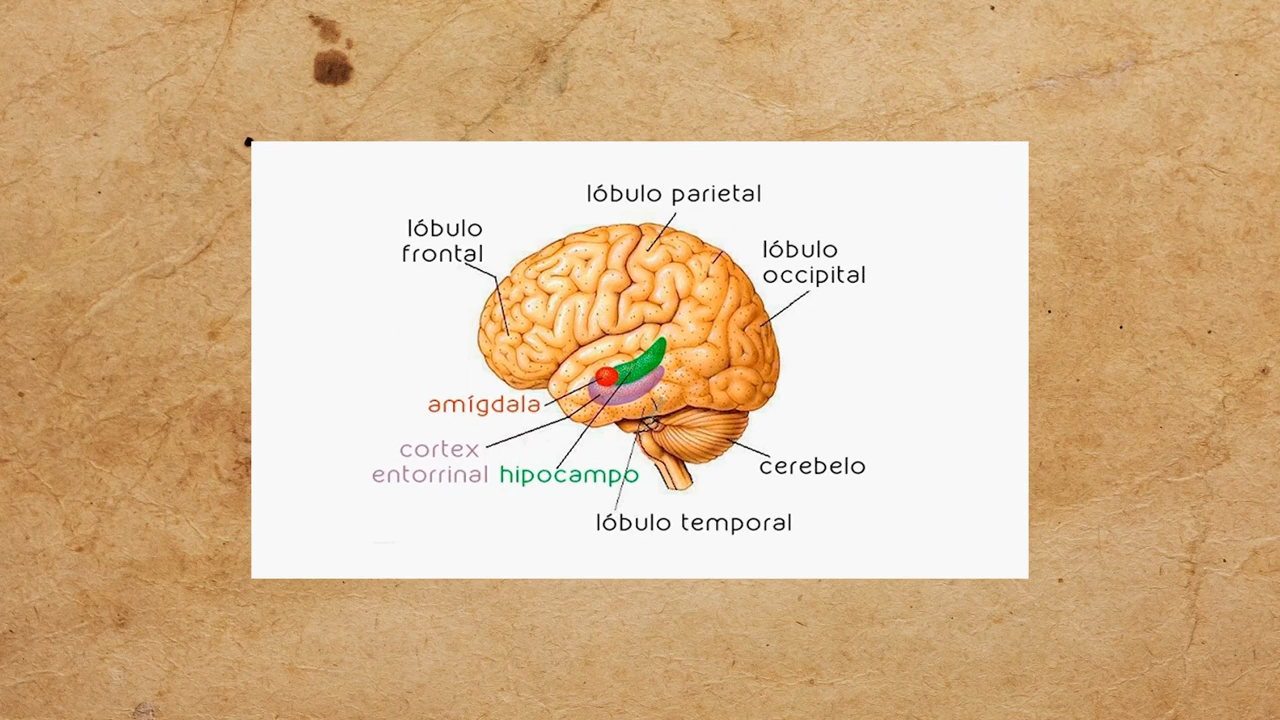 lóbulo parietal
lóbulo
frontal
lóbulo
occipital
amígdala
cortex
entorrinal
hipocampo
cerebelo
lóbulo temporal